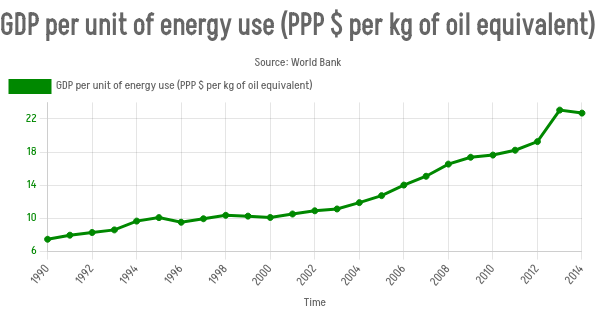 GDP per unit of energy use (PPP $ per kg of oil equivalent)
Source: World Bank
GDP per unit of energy use (PPP $ per kg of oil equivalent)
22
18
14
10
6
1990 1992 1994 1996 1998 2000 2002 2004 2006 2008 2010 2012 2014
Time